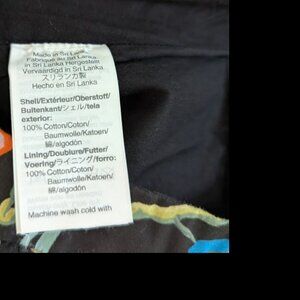 Made in Sri Lanka
Fabriqué au Sri Lanka
in Sri Lanka Hergestellt
Vervaardigd in Sri Lanka
スリランカ製
Hecho en Sri Lanka
Shell/Extérieur/Oberstoff/
Buitenkant/シェル/tela
exterior:
100% Cotton/Coton/
Baumwolle/Katoen/
綿/algodón
Lining/Doublure/Futter/
Voering/ライニング/forro:
100% Cotton/Coton/
Baumwolle/Katoen/
綿/algodón
Machine wash cold with